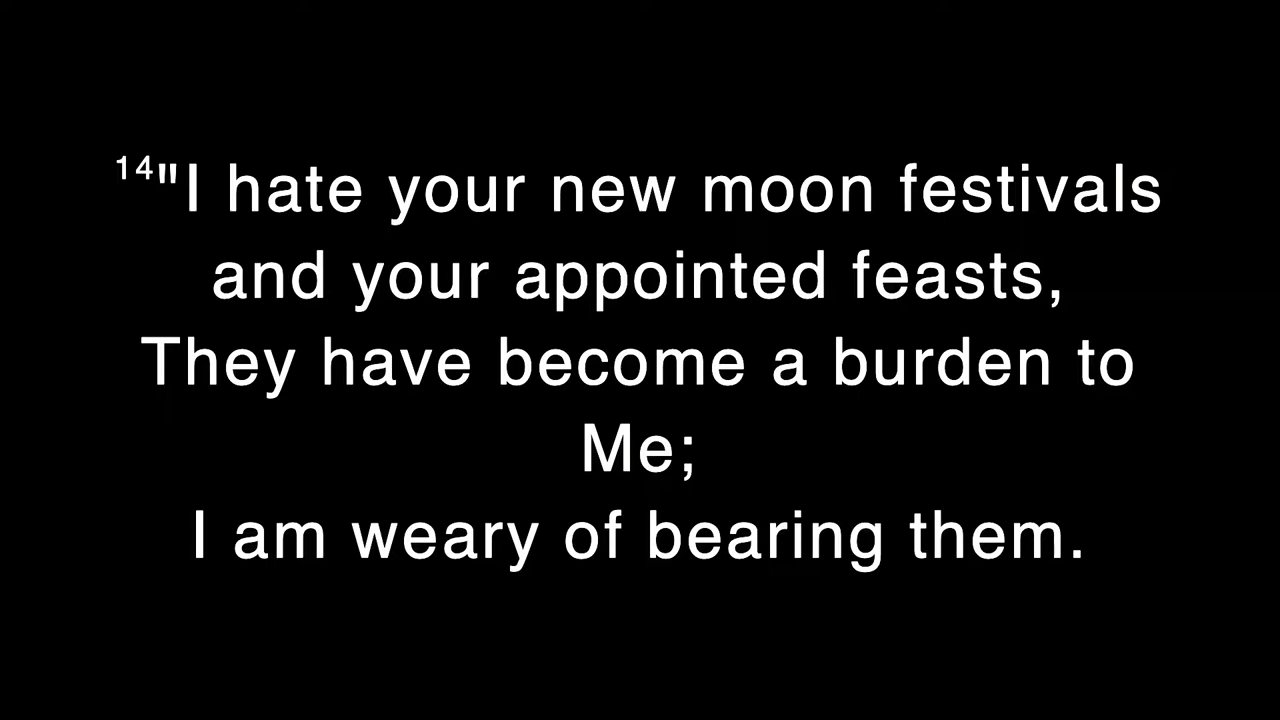 14"I hate your new moon festivals
and your appointed feasts,
They have become a burden to
Me;
I am weary of bearing them.